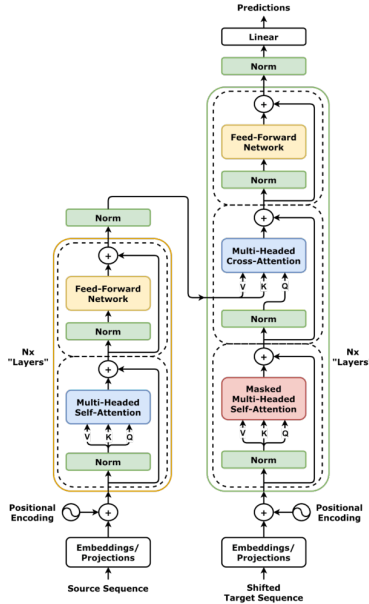 Predictions
Linear
Norm
Feed-Forward
Network
Norm
Multi-Headed
Cross-Attention
V K Q
Norm
Masked
Multi-Headed
Self-Attention
V K Q
Norm
Nx
"Layers"
Positional
Encoding
Embeddings/
Projections
Shifted
Target Sequence
Norm
Feed-Forward
Network
Norm
Multi-Headed
Self-Attention
V K Q
Norm
Nx
"Layers"
Positional
Encoding
Embeddings/
Projections
Source Sequence